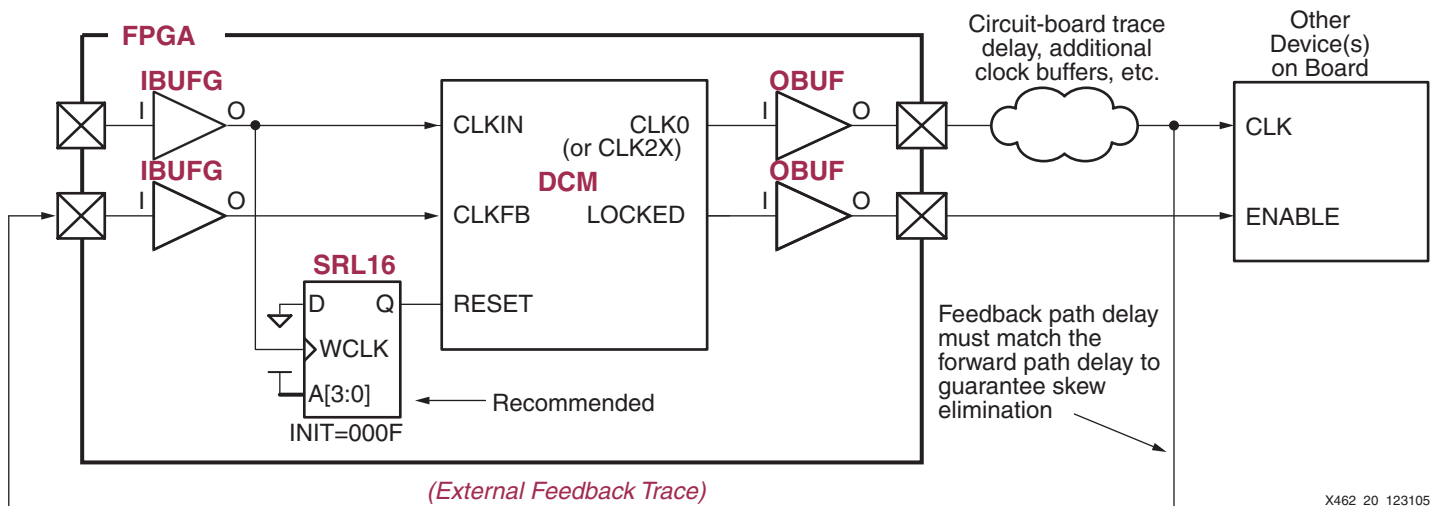 FPGA
IBUFG
I
O
IBUFG
I
O
CLKIN
CLKFB
RESET
CLK0
(or CLK2X)
DCM
LOCKED
SRL16
D
Q
WCLK
A[3:0]
INIT=000F
Recommended
OBUF
I
O
OBUF
I
O
Circuit-board trace
delay, additional
clock buffers, etc.
Other
Device(s)
on Board
CLK
ENABLE
Feedback path delay
must match the
forward path delay to
guarantee skew
elimination
(External Feedback Trace)
X462_20_123105